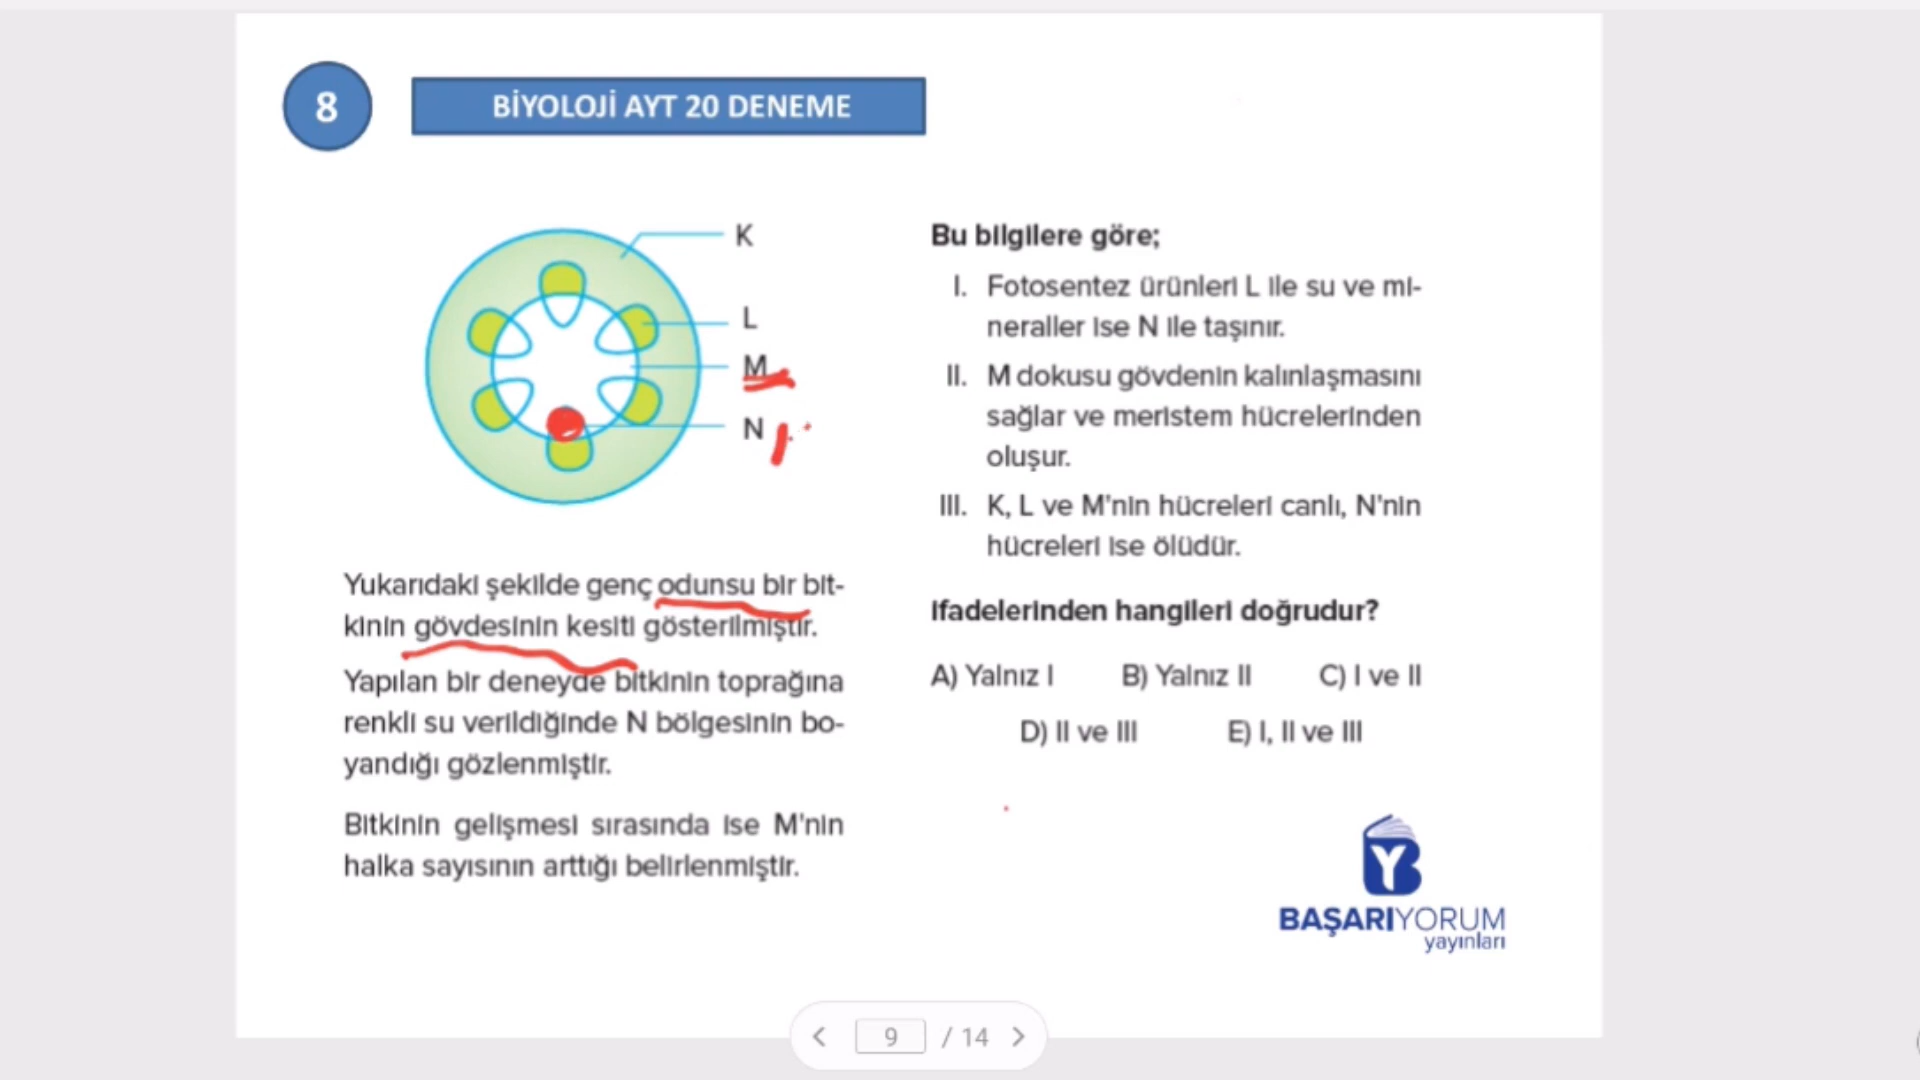 8
BİYOLOJİ AYT 20 DENEME
K
L
M
N
Yukarıdaki şekilde genç odunsu bir bit-
kinin gövdesinin kesiti gösterilmiştir.
Yapılan bir deneyde bitkinin toprağına
renkli su verildiğinde N bölgesinin bo-
yandığı gözlenmiştir.
Bitkinin gelişmesi sırasında ise M'nin
halka sayısının arttığı belirlenmiştir.
Bu bilgilere göre;
I. Fotosentez ürünleri L ile su ve mi-
neraller ise N ile taşınır.
II. M dokusu gövdenin kalınlaşmasını
sağlar ve meristem hücrelerinden
oluşur.
III. K, L ve M'nin hücreleri canlı, N'nin
hücreleri ise ölüdür.
ifadelerinden hangileri doğrudur?
A) Yalnız I B) Yalnız II C) I ve II
D) II ve III E) I, II ve III
BAŞARIYORUM
yayınları
9 / 14